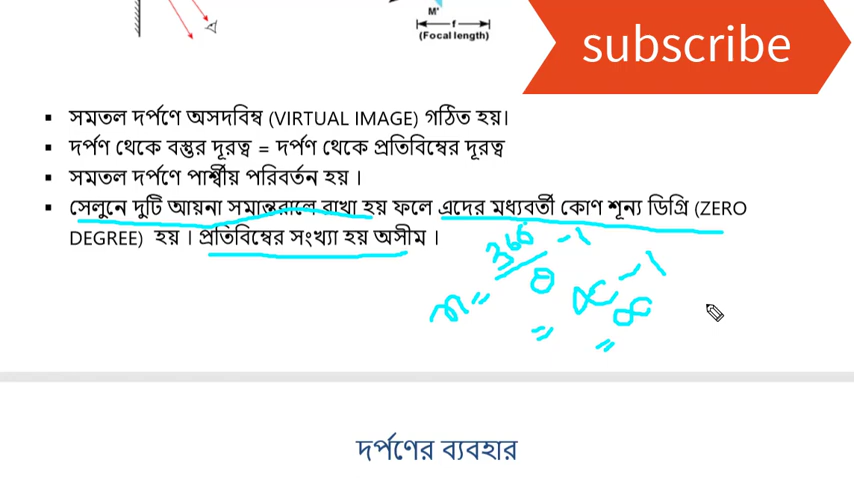 subscribe
M'
f
(Focal length)
▪ সমতল দর্পণে অসদবিম্ব (VIRTUAL IMAGE) গঠিত হয়।
▪ দর্পণ থেকে বস্তুর দূরত্ব = দর্পণ থেকে প্রতিবিম্বের দূরত্ব
▪ সমতল দর্পণে পার্শ্বীয় পরিবর্তন হয় ।
▪ সেলুনে দুটি আয়না সমান্তরালে রাখা হয় ফলে এদের মধ্যবর্তী কোণ শূন্য ডিগ্রি (ZERO
DEGREE) হয় । প্রতিবিম্বের সংখ্যা হয় অসীম ।
n = 360/0 - 1
= ∝ - 1
= ∝
দর্পণের ব্যবহার